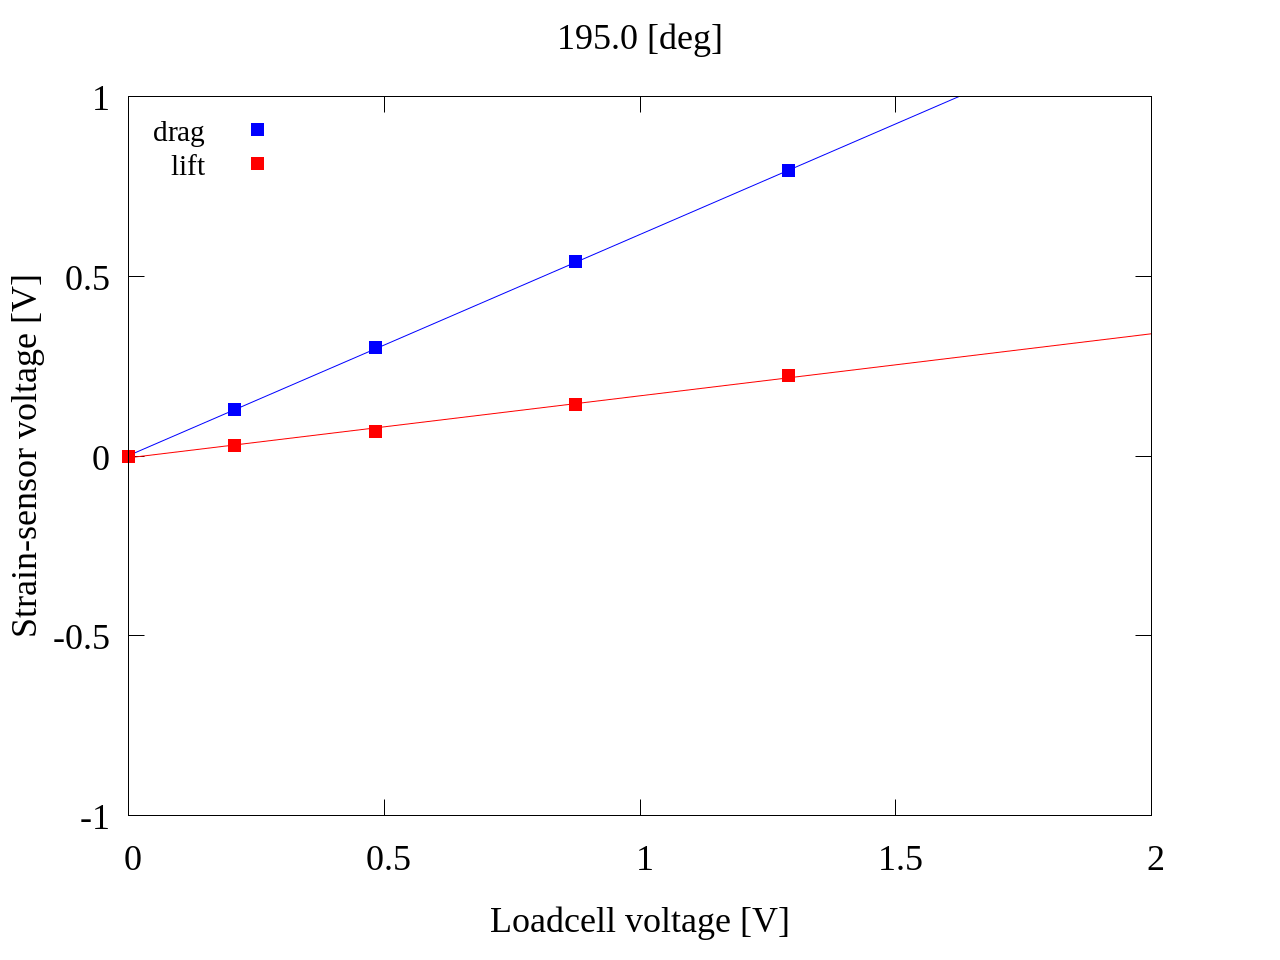 195.0 [deg]
drag
lift
1
0.5
0
-0.5
-1
Strain-sensor voltage [V]
0 0.5 1 1.5 2
Loadcell voltage [V]